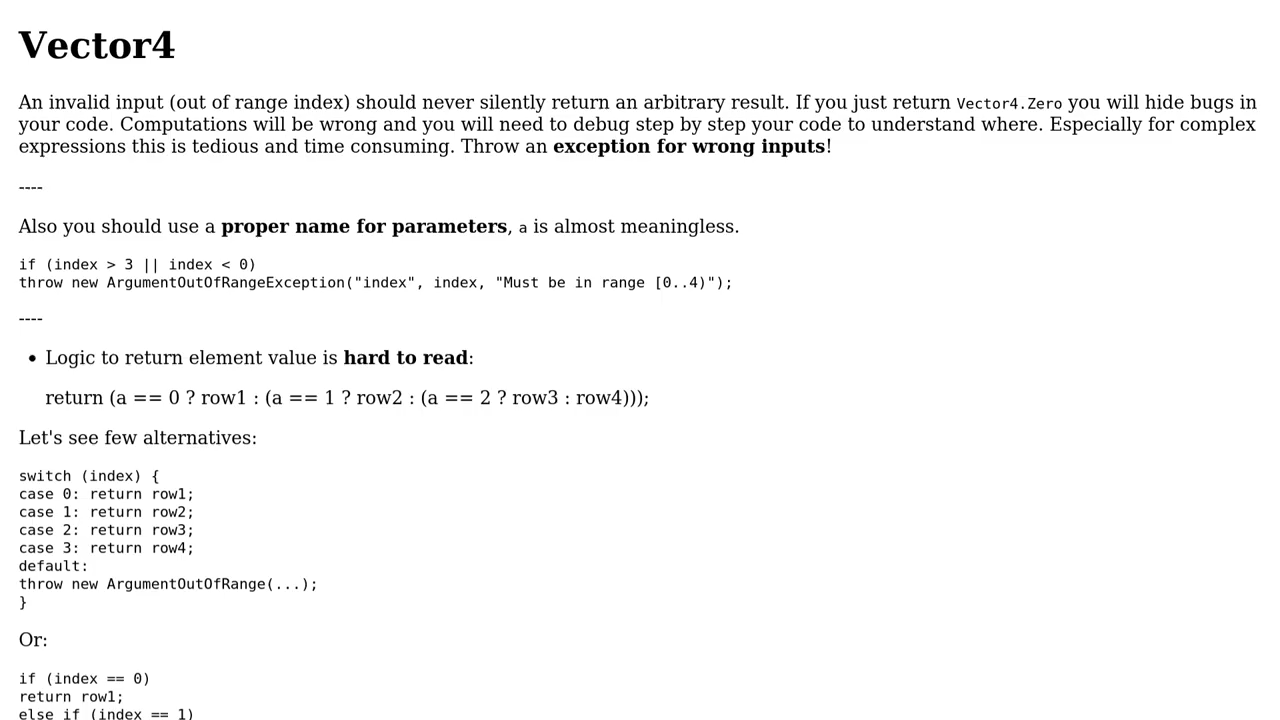 Vector4
An invalid input (out of range index) should never silently return an arbitrary result. If you just return Vector4.Zero you will hide bugs in
your code. Computations will be wrong and you will need to debug step by step your code to understand where. Especially for complex
expressions this is tedious and time consuming. Throw an exception for wrong inputs!
----
Also you should use a proper name for parameters, a is almost meaningless.
if (index > 3 || index < 0)
throw new ArgumentOutOfRangeException("index", index, "Must be in range [0..4)");
----
• Logic to return element value is hard to read:
return (a == 0 ? row1 : (a == 1 ? row2 : (a == 2 ? row3 : row4)));
Let's see few alternatives:
switch (index) {
case 0: return row1;
case 1: return row2;
case 2: return row3;
case 3: return row4;
default:
throw new ArgumentOutOfRange(...);
}
Or:
if (index == 0)
return row1;
else if (index == 1)